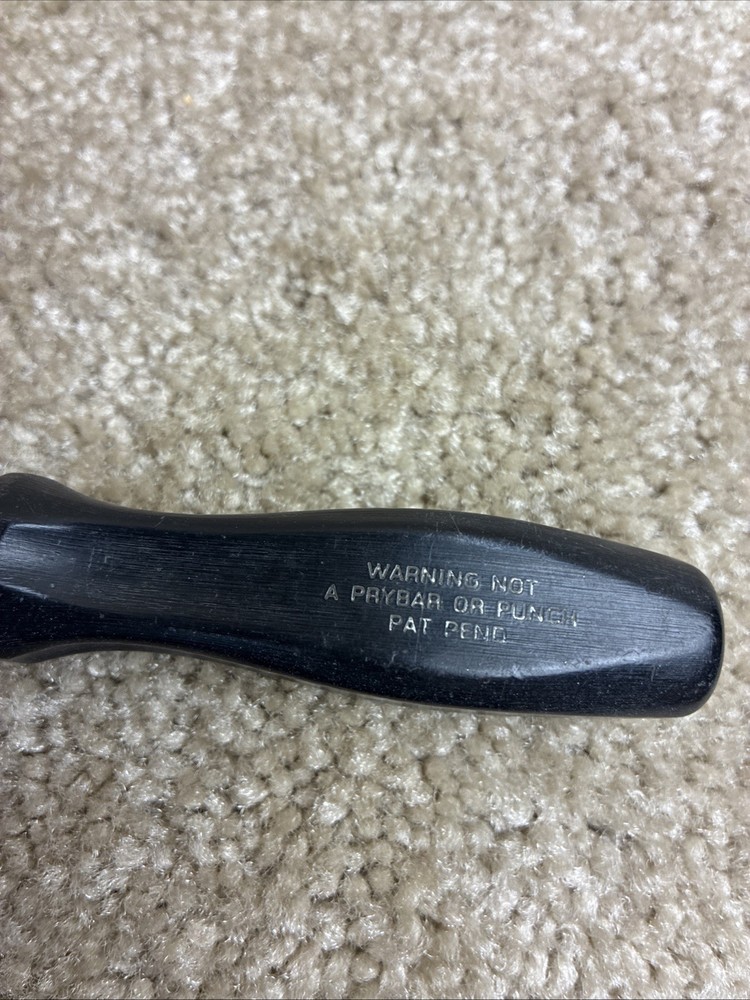 WARNING NOT
A PRYBAR OR PUNCH
PAT PEND